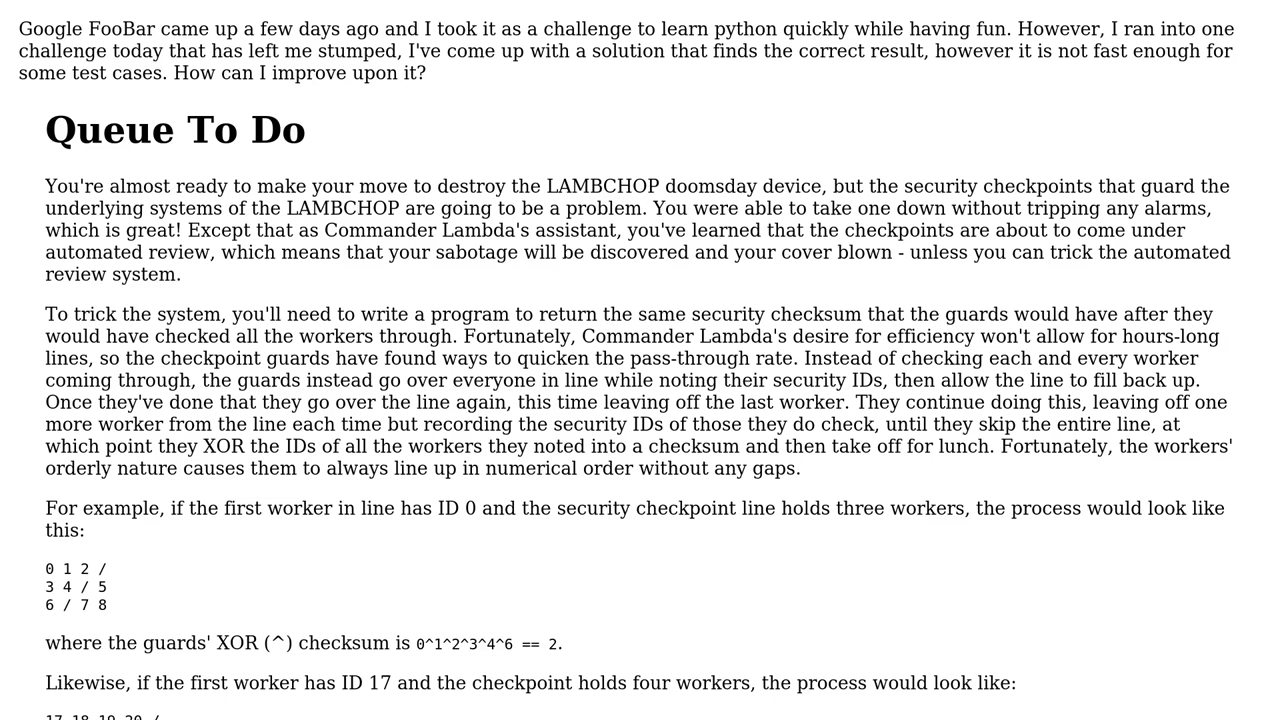 Google FooBar came up a few days ago and I took it as a challenge to learn python quickly while having fun. However, I ran into one
challenge today that has left me stumped, I've come up with a solution that finds the correct result, however it is not fast enough for
some test cases. How can I improve upon it?
Queue To Do
You're almost ready to make your move to destroy the LAMBCHOP doomsday device, but the security checkpoints that guard the
underlying systems of the LAMBCHOP are going to be a problem. You were able to take one down without tripping any alarms,
which is great! Except that as Commander Lambda's assistant, you've learned that the checkpoints are about to come under
automated review, which means that your sabotage will be discovered and your cover blown - unless you can trick the automated
review system.
To trick the system, you'll need to write a program to return the same security checksum that the guards would have after they
would have checked all the workers through. Fortunately, Commander Lambda's desire for efficiency won't allow for hours-long
lines, so the checkpoint guards have found ways to quicken the pass-through rate. Instead of checking each and every worker
coming through, the guards instead go over everyone in line while noting their security IDs, then allow the line to fill back up.
Once they've done that they go over the line again, this time leaving off the last worker. They continue doing this, leaving off one
more worker from the line each time but recording the security IDs of those they do check, until they skip the entire line, at
which point they XOR the IDs of all the workers they noted into a checksum and then take off for lunch. Fortunately, the workers'
orderly nature causes them to always line up in numerical order without any gaps.
For example, if the first worker in line has ID 0 and the security checkpoint line holds three workers, the process would look like
this:
0 1 2 /
3 4 / 5
6 / 7 8
where the guards' XOR (^) checksum is 0^1^2^3^4^6 == 2.
Likewise, if the first worker has ID 17 and the checkpoint holds four workers, the process would look like:
17 18 19 20 /